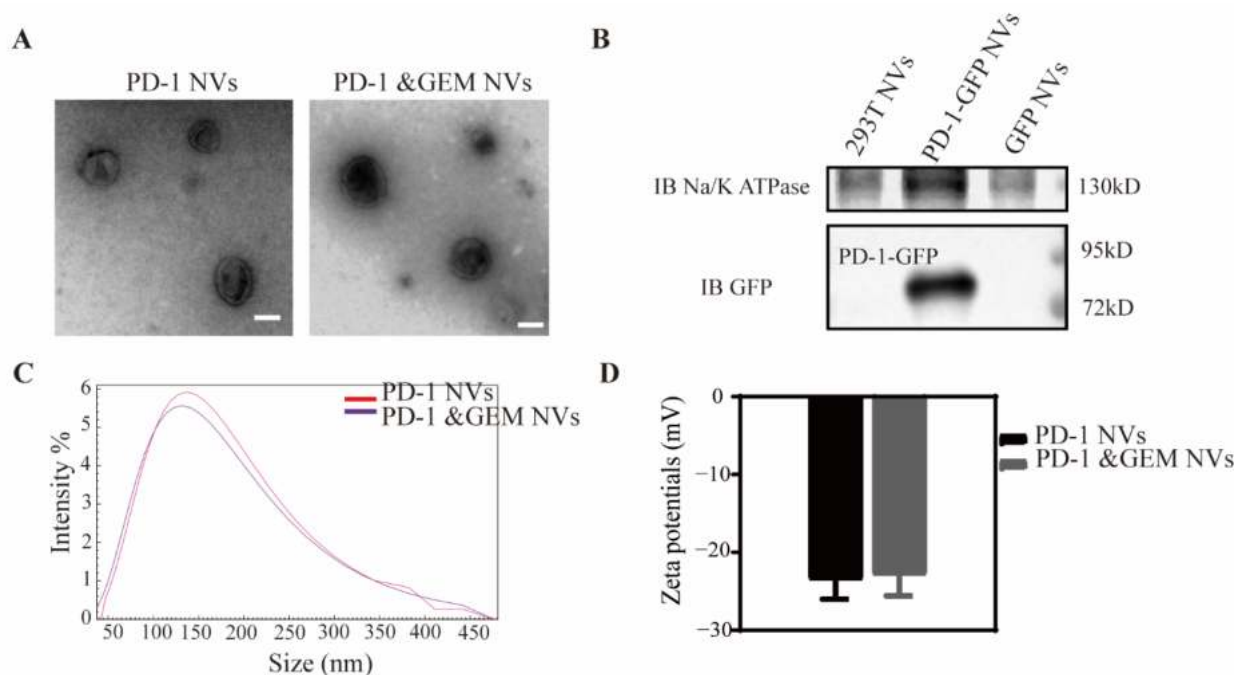 A
PD-1 NVs
PD-1 &GEM NVs
B
293T NVs
PD-1-GFP NVs
GFP NVs
IB Na/K ATPase
130kD
PD-1-GFP
95kD
IB GFP
72kD
C
6
5
4
3
2
1
0
Intensity %
50 100 150 200 250 300 350 400 450
Size (nm)
PD-1 NVs
PD-1 &GEM NVs
D
0
−10
−20
−30
Zeta potentials (mV)
PD-1 NVs
PD-1 &GEM NVs